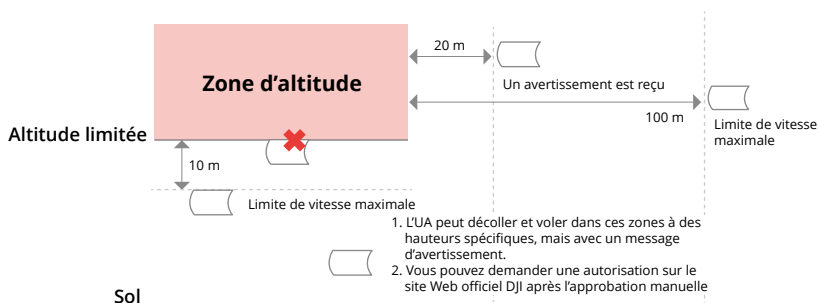 20 m
Zone d'altitude
Un avertissement est reçu
100 m
Limite de vitesse
maximale
Altitude limitée
10 m
Limite de vitesse maximale
1. L'UA peut décoller et voler dans ces zones à des
hauteurs spécifiques, mais avec un message
d'avertissement.
2. Vous pouvez demander une autorisation sur le
site Web officiel DJI après l'approbation manuelle
Sol